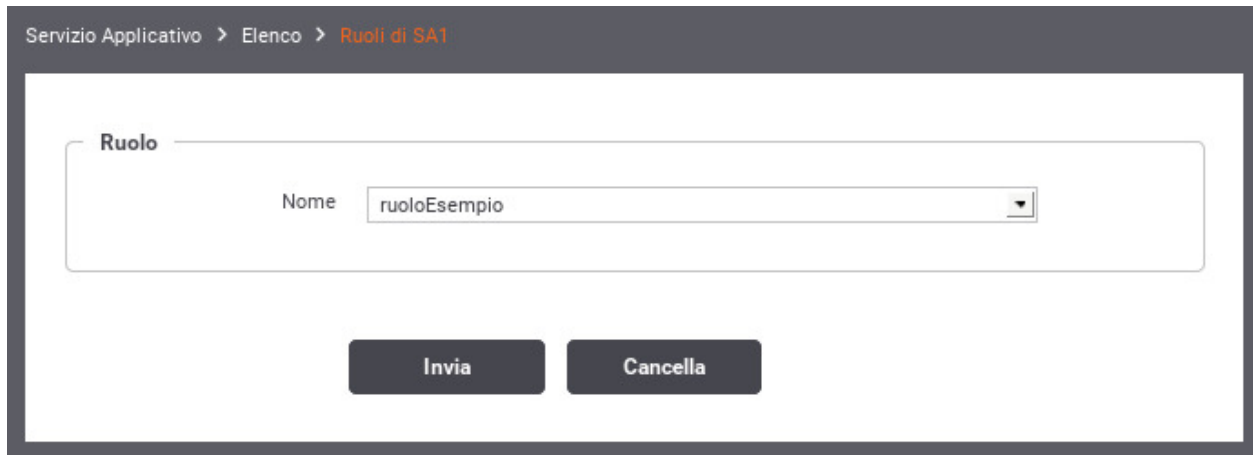 Servizio Applicativo > Elenco > Ruoli di SA1
Ruolo
Nome ruoloEsempio
Invia Cancella